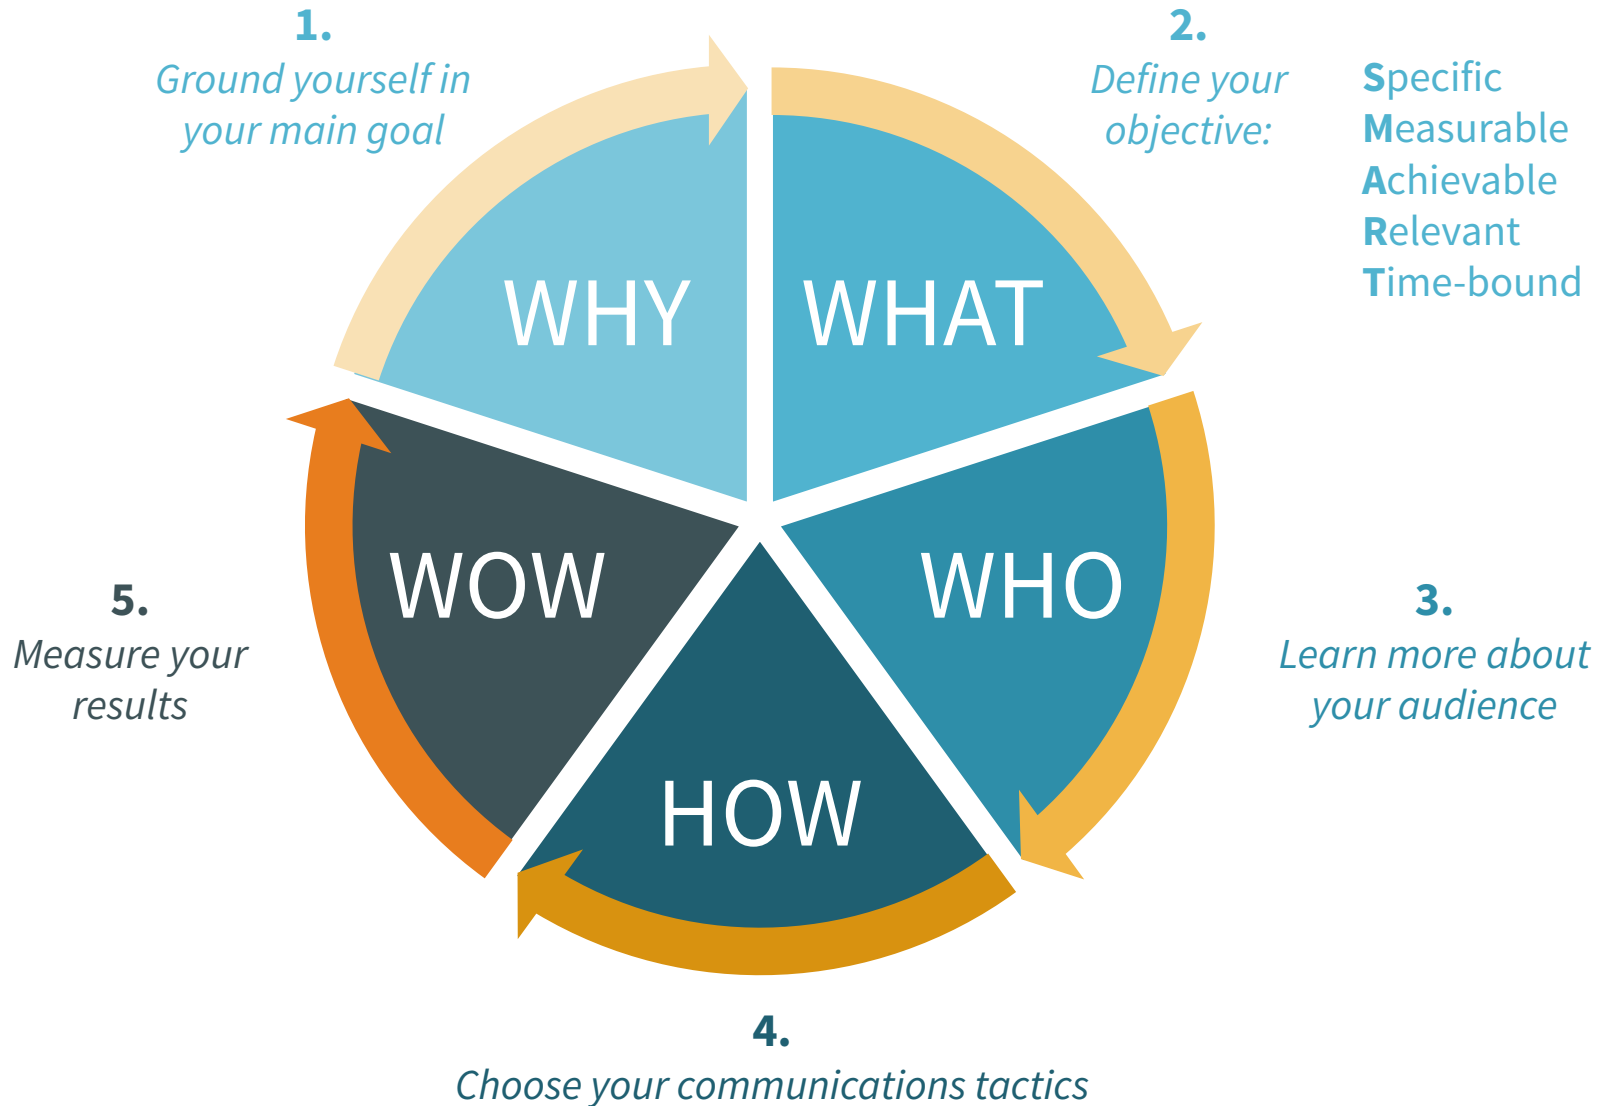 1.
Ground yourself in
your main goal
2.
Define your
objective:
Specific
Measurable
Achievable
Relevant
Time-bound
WHY
WHAT
WOW
WHO
HOW
5.
Measure your
results
3.
Learn more about
your audience
4.
Choose your communications tactics